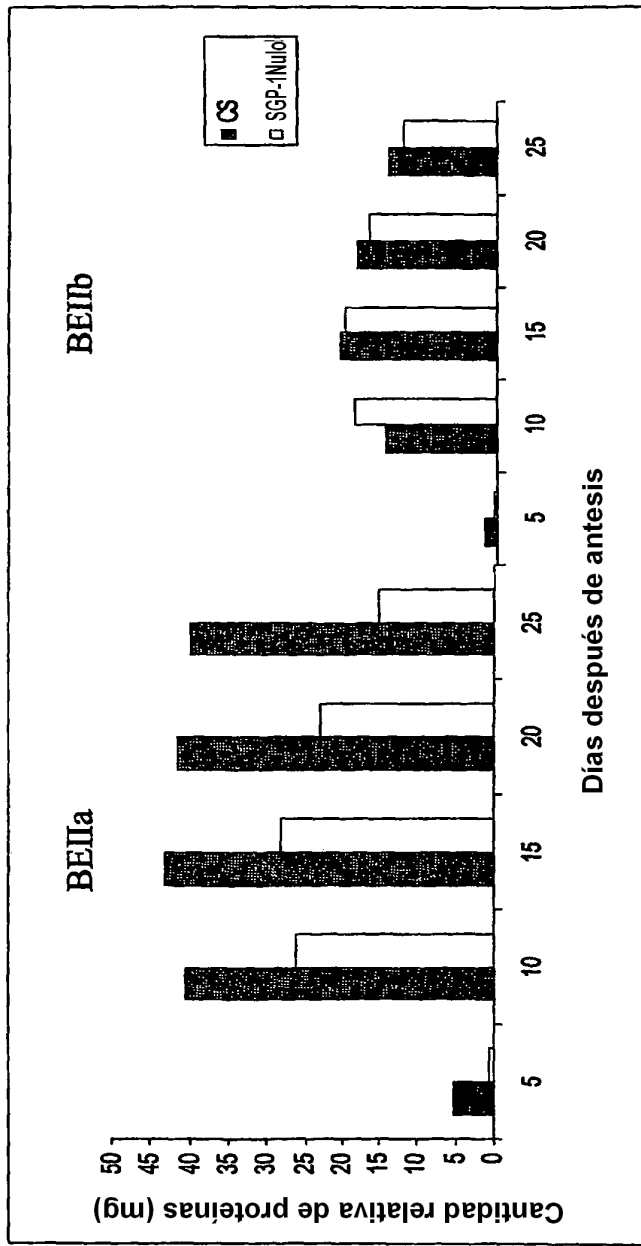 BEIIa
BEIIb
CS
SGP-1Nulo
Cantidad relativa de proteínas (mg)
50
45
40
35
30
25
20
15
10
5
0
5 10 15 20 25 5 10 15 20 25
Días después de antesis